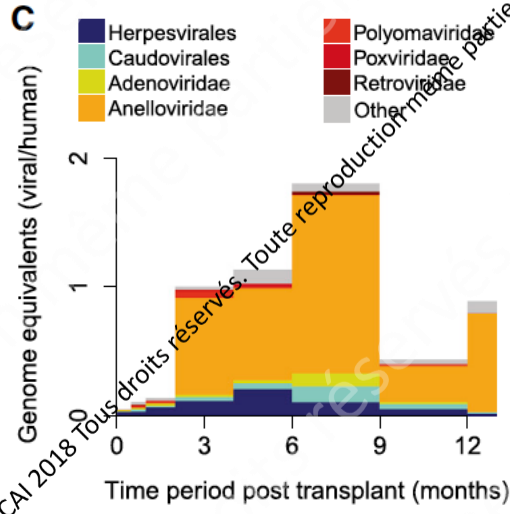 C
Herpesvirales
Caudovirales
Adenoviridae
Anelloviridae
Polyomaviridae
Poxviridae
Retroviridae
Other
Genome equivalents (viral/human)
2
1
0
0 3 6 9 12
Time period post transplant (months)
CAI 2018 Tous droits réservés. Toute reproduction même partie